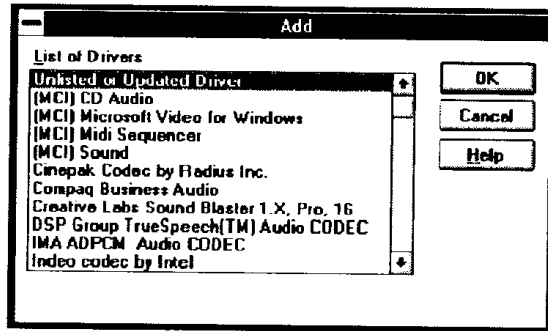 Add
List of Drivers
Unlisted or Updated Driver
[MCI] CD Audio
[MCI] Microsoft Video for Windows
[MCI] Midi Sequencer
[MCI] Sound
Cinepak Codec by Radius Inc.
Compaq Business Audio
Creative Labs Sound Blaster 1.X, Pro, 16
DSP Group TrueSpeech(TM) Audio CODEC
IMA ADPCM Audio CODEC
Indeo codec by Intel
OK
Cancel
Help